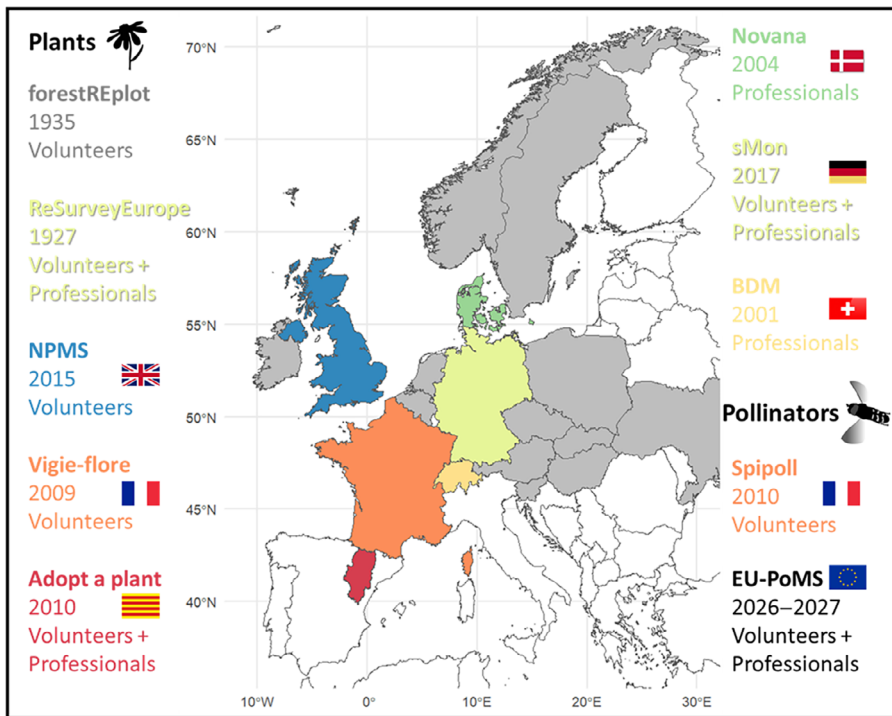 Plants
forestREplot
1935
Volunteers
ReSurveyEurope
1927
Volunteers +
Professionals
NPMS
2015
Volunteers
Vigie-flore
2009
Volunteers
Adopt a plant
2010
Volunteers +
Professionals
70°N
65°N
60°N
55°N
50°N
45°N
40°N
10°W
0°
10°E
20°E
30°E
Novana
2004
Professionals
sMon
2017
Volunteers +
Professionals
BDM
2001
Professionals
Pollinators
Spipoll
2010
Volunteers
EU-PoMS
2026–2027
Volunteers +
Professionals